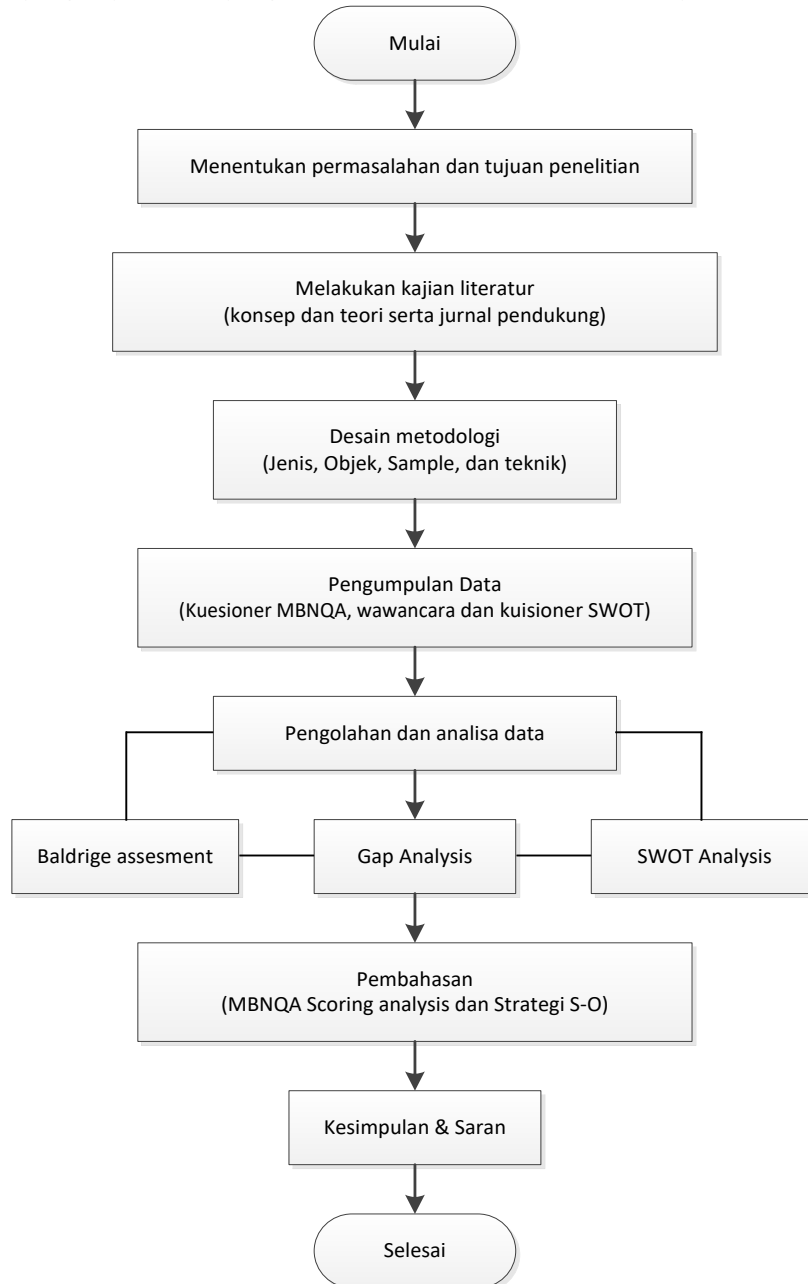 Mulai
Menentukan permasalahan dan tujuan penelitian
Melakukan kajian literatur
(konsep dan teori serta jurnal pendukung)
Desain metodologi
(Jenis, Objek, Sample, dan teknik)
Pengumpulan Data
(Kuesioner MBNQA, wawancara dan kuisioner SWOT)
Pengolahan dan analisa data
Baldrige assesment
Gap Analysis
SWOT Analysis
Pembahasan
(MBNQA Scoring analysis dan Strategi S-O)
Kesimpulan & Saran
Selesai